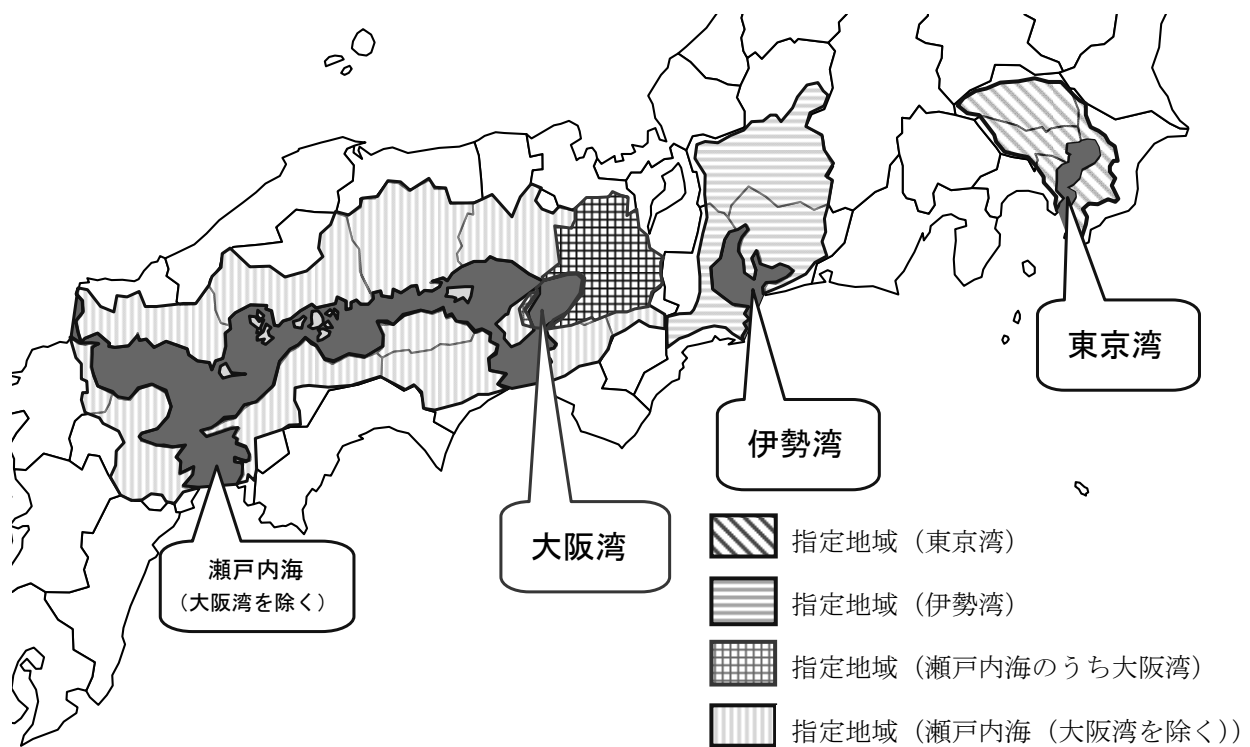 東京湾
伊勢湾
大阪湾
瀬戸内海
(大阪湾を除く)
指定地域（東京湾）
指定地域（伊勢湾）
指定地域（瀬戸内海のうち大阪湾）
指定地域（瀬戸内海（大阪湾を除く））